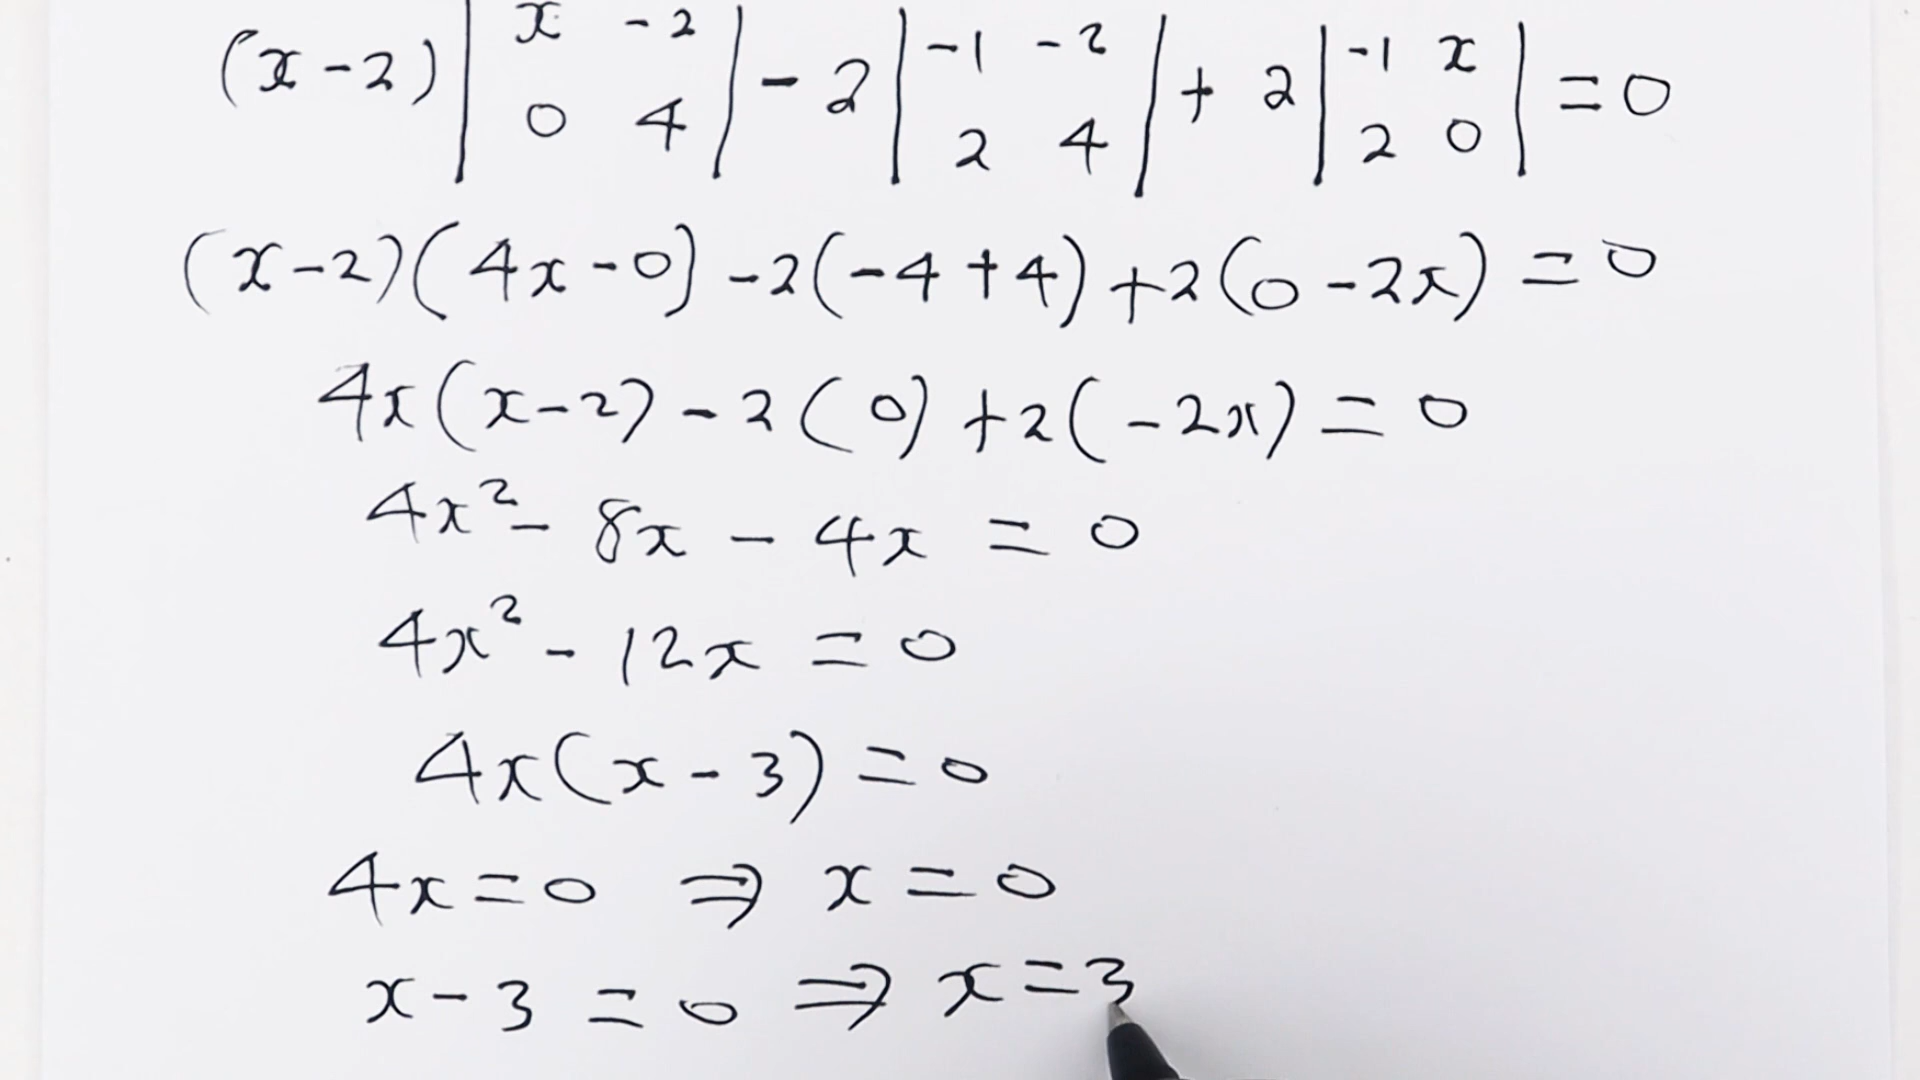 (x-2)|x -2| -2|-1 -2| + 2|-1 x| = 0
|0 4| |2 4| |2 0|
(x-2)(4x-0) -2(-4+4) +2(0-2x) = 0
4x(x-2) - 2(0) +2(-2x) = 0
4x² - 8x - 4x = 0
4x² - 12x = 0
4x(x-3) = 0
4x = 0 ⇒ x = 0
x - 3 = 0 ⇒ x = 3